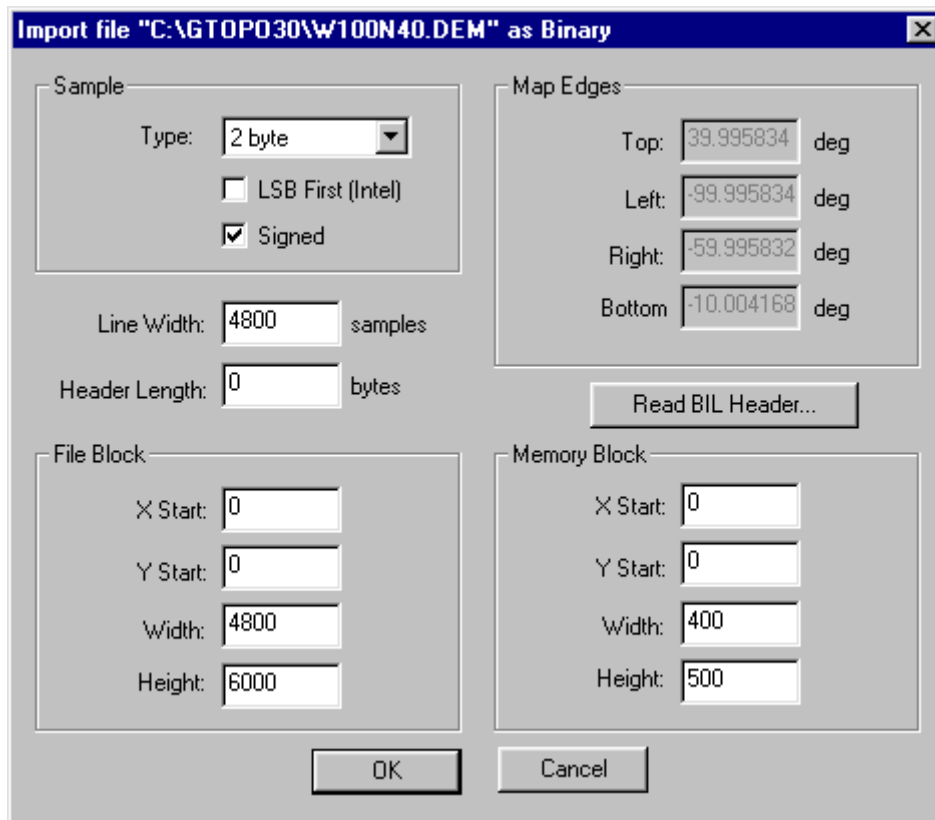 Import file "C:\GTOPO30\W100N40.DEM" as Binary
Sample
Type: 2 byte
LSB First (Intel)
Signed
Line Width: 4800 samples
Header Length: 0 bytes
Map Edges
Top: 39.995834 deg
Left: -99.995834 deg
Right: -59.995832 deg
Bottom -10.004168 deg
Read BIL Header...
File Block
X Start: 0
Y Start: 0
Width: 4800
Height: 6000
Memory Block
X Start: 0
Y Start: 0
Width: 400
Height: 500
OK
Cancel